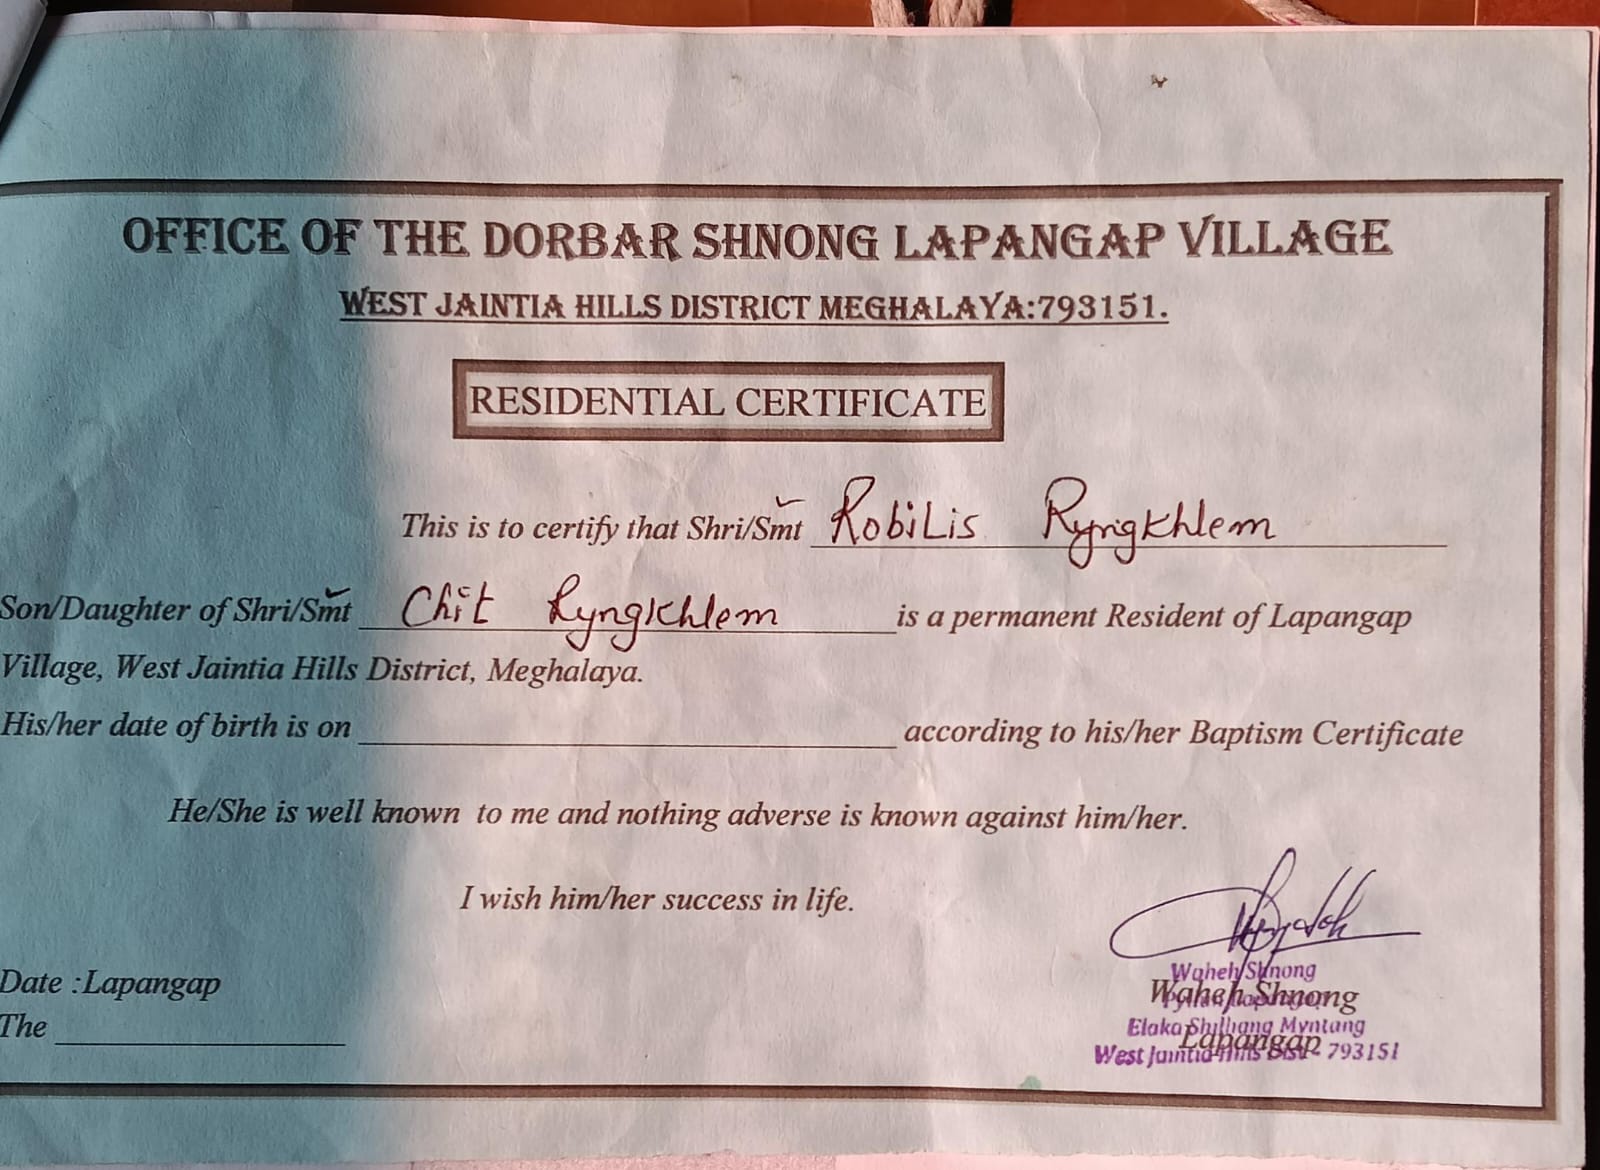 OFFICE OF THE DORBAR SHNONG LAPANGAP VILLAGE
WEST JAINTIA HILLS DISTRICT MEGHALAYA:793151.
RESIDENTIAL CERTIFICATE
This is to certify that Shri/Smt Robilis Ryngkhlem
Son/Daughter of Shri/Smt Chit Ryngkhlem is a permanent Resident of Lapangap
Village, West Jaintia Hills District, Meghalaya.
His/her date of birth is on according to his/her Baptism Certificate
He/She is well known to me and nothing adverse is known against him/her.
I wish him/her success in life.
Date :Lapangap
The
Waheh Shnong
Waheh Shnong
Elaka Shilliang Myntang
Lapangap
West Jaintia Hills Dist - 793151